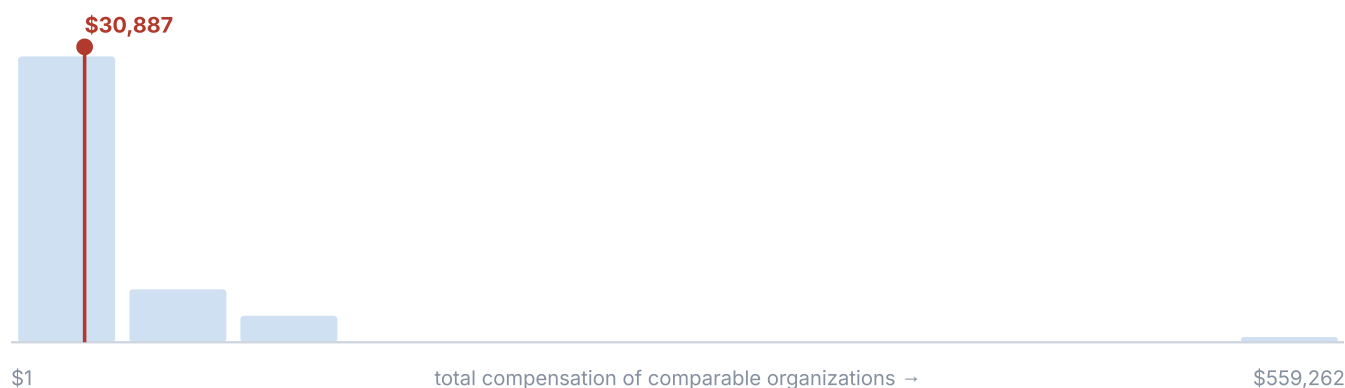 $30,887
$1
total compensation of comparable organizations →
$559,262